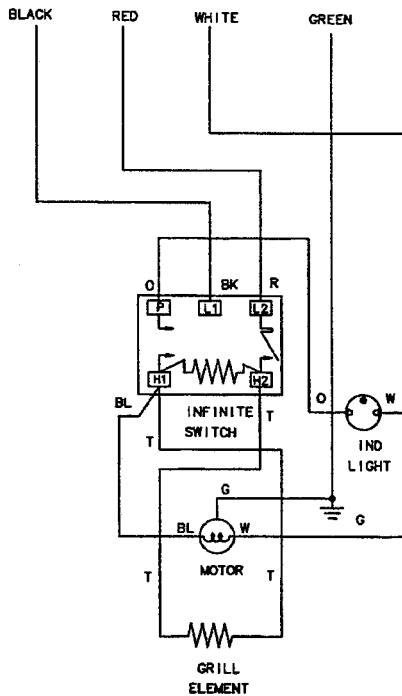 BLACK RED WHITE GREEN
O BK R
P L1 L2
H1 H2
BL INFINITE SWITCH T
T
O W
IND
LIGHT
G
G
BL W
MOTOR
T T
GRILL
ELEMENT